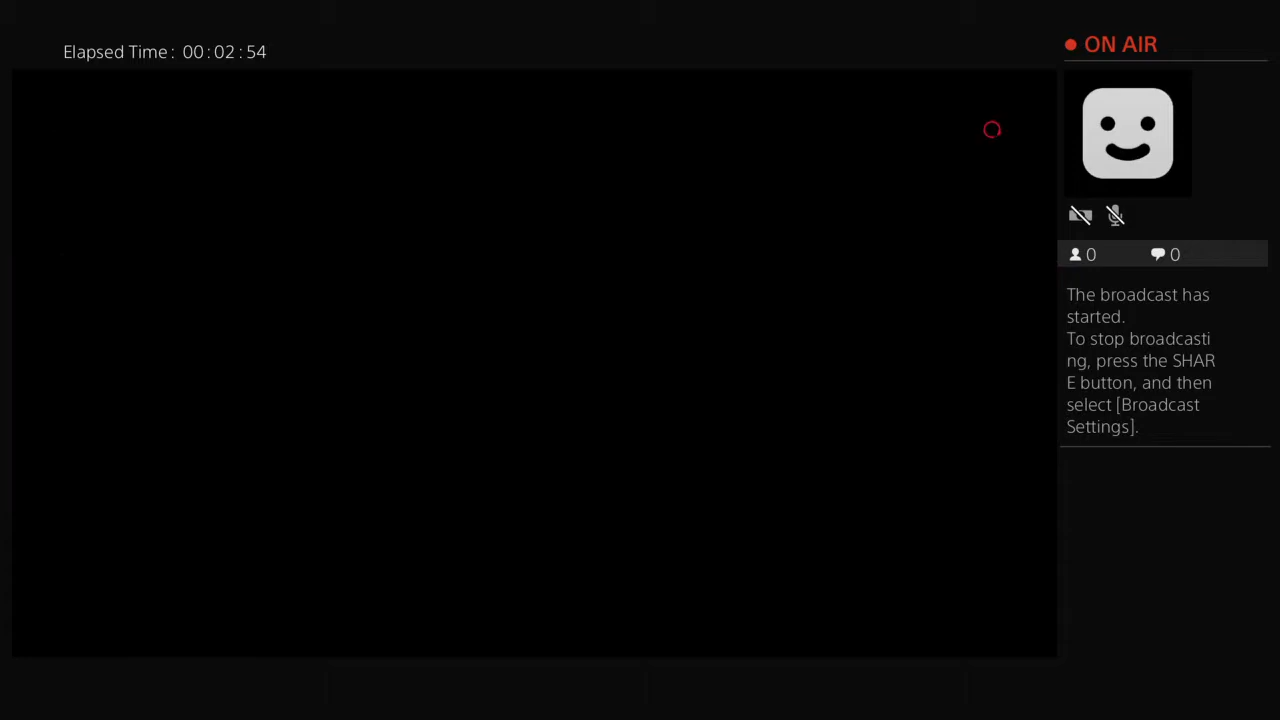 Elapsed Time: 00:02:54
ON AIR
0 0
The broadcast has
started.
To stop broadcasti
ng, press the SHAR
E button, and then
select [Broadcast
Settings].